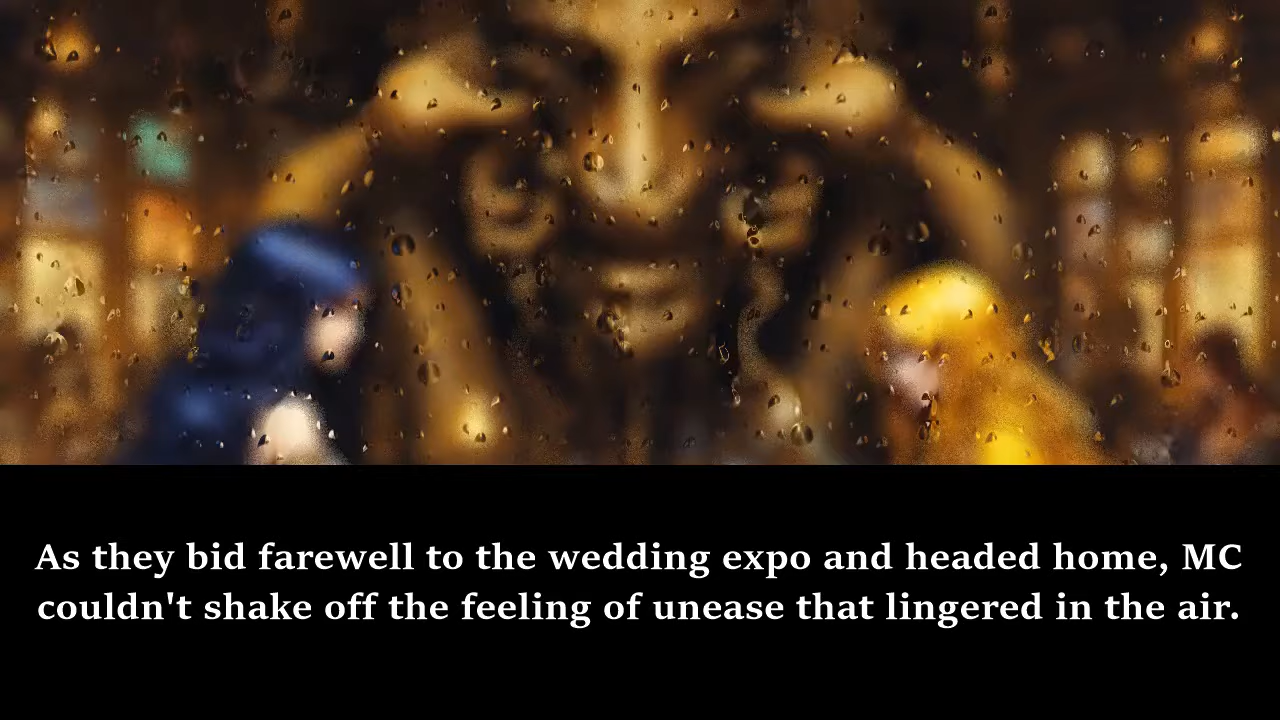 As they bid farewell to the wedding expo and headed home, MC
couldn't shake off the feeling of unease that lingered in the air.